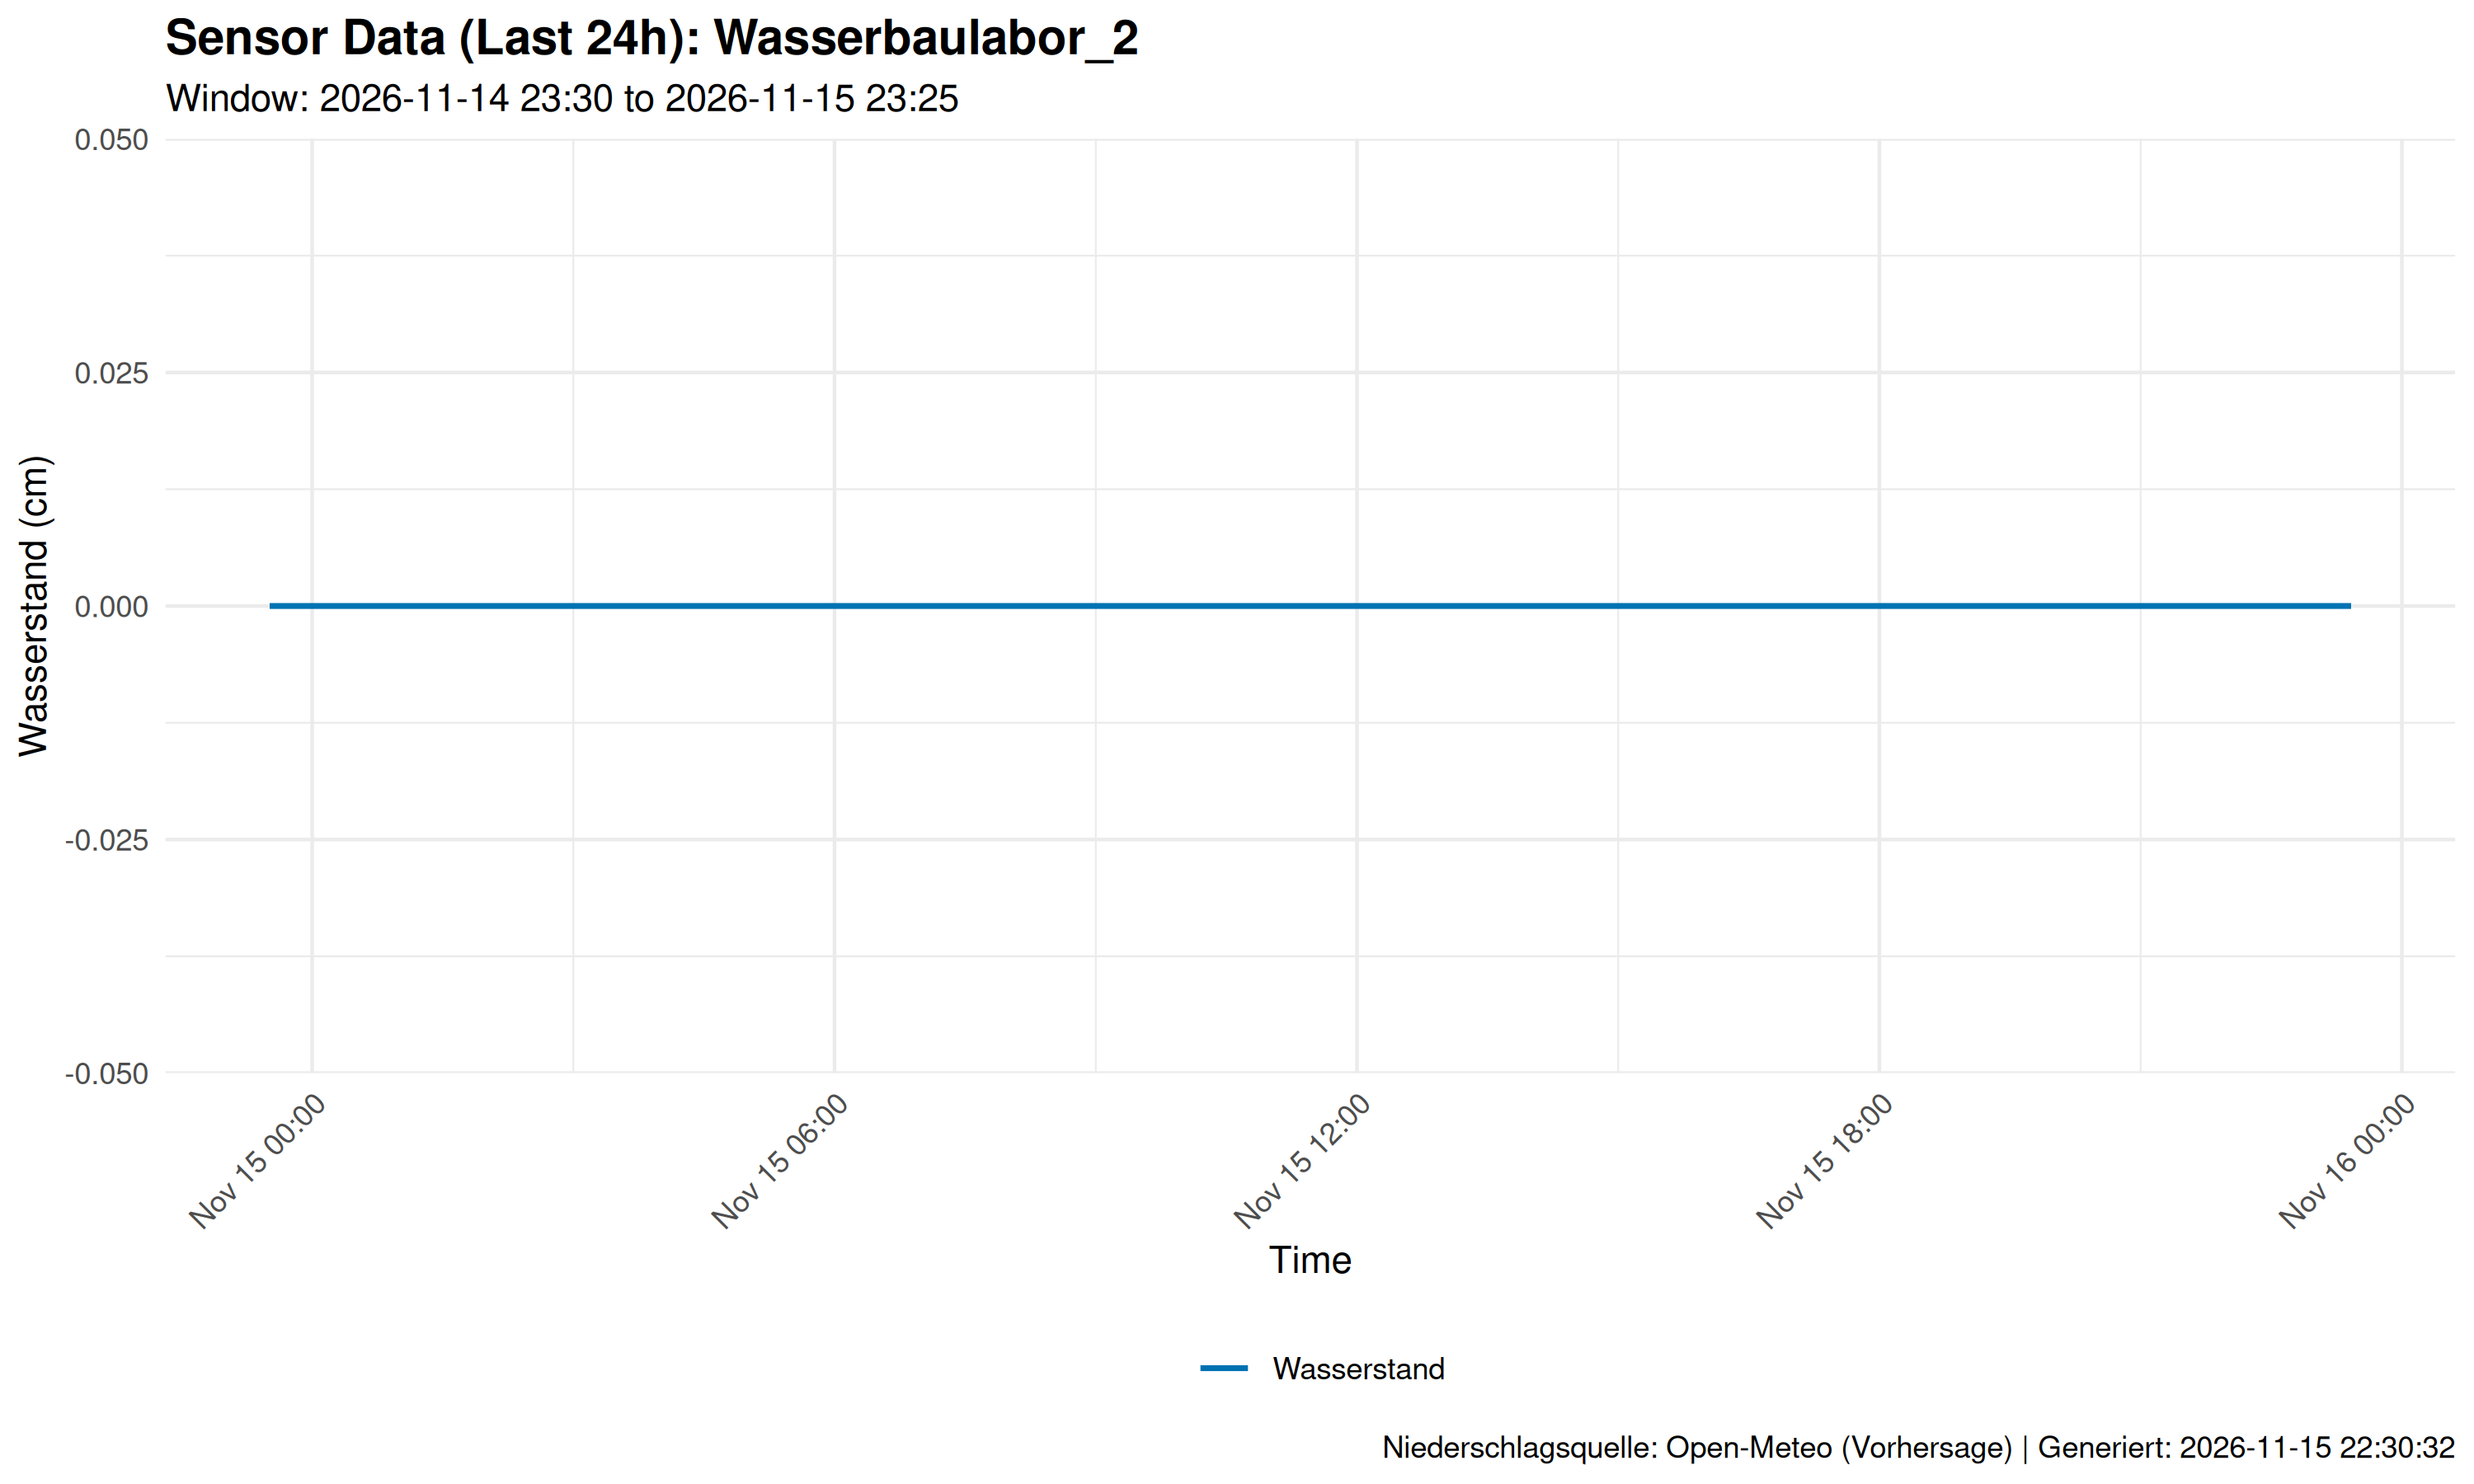 Sensor Data (Last 24h): Wasserbaulabor_2
Window: 2026-11-14 23:30 to 2026-11-15 23:25
Wasserstand (cm)
0.050
0.025
0.000
-0.025
-0.050
Nov 15 00:00
Nov 15 06:00
Nov 15 12:00
Nov 15 18:00
Nov 16 00:00
Time
Wasserstand
Niederschlagsquelle: Open-Meteo (Vorhersage) | Generiert: 2026-11-15 22:30:32